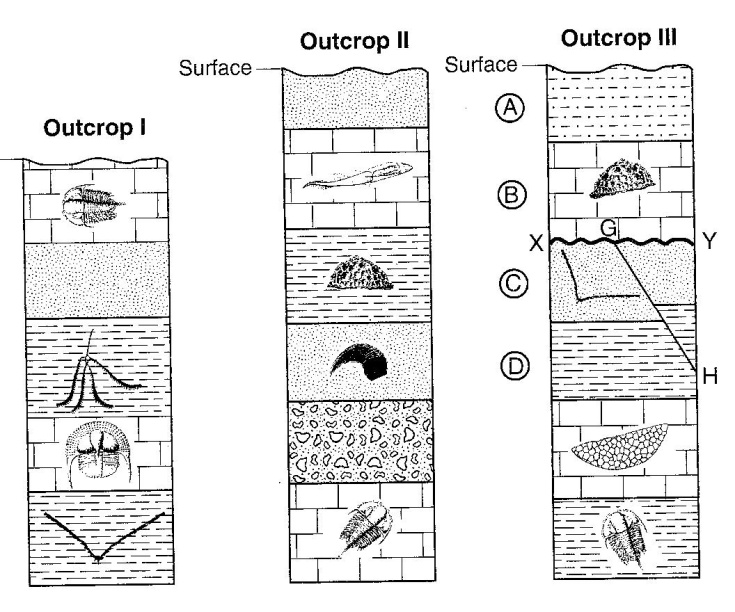 Outcrop I
Outcrop II
Surface
Outcrop III
Surface
A
B
X
G
Y
C
D
H